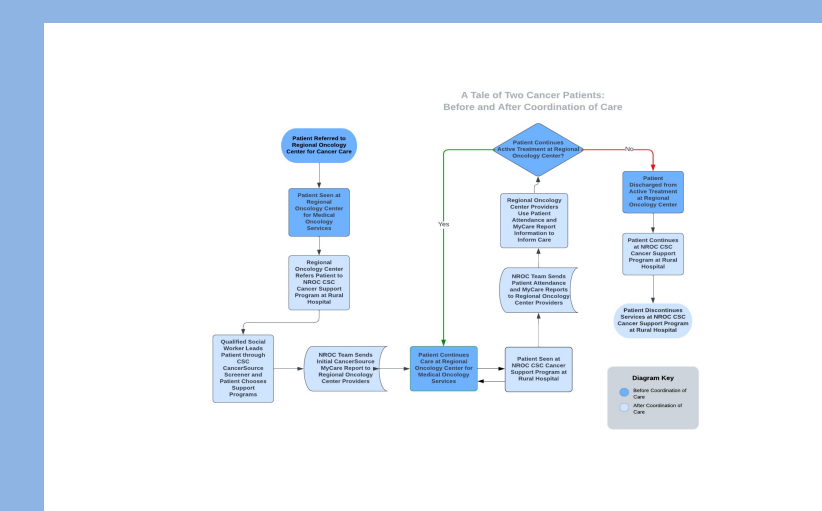 A Tale of Two Cancer Patients:
Before and After Coordination of Care
Patient Referred to
Regional Oncology
Center for Cancer Care
Patient Seen at
Regional
Oncology Center
for Medical
Oncology
Services
Regional
Oncology Center
Refers Patient to
NROC CSC
Cancer Support
Program at Rural
Hospital
Qualified Social
Worker Leads
Patient through
CSC
CancerSource
Screener and
Patient Chooses
Support
Programs
NROC Team Sends
Initial CancerSource
MyCare Report to
Regional Oncology
Center Providers
Patient Continues
Care at Regional
Oncology Center for
Medical Oncology
Services
Patient Seen at
NROC CSC Cancer
Support Program at
Rural Hospital
NROC Team Sends
Patient Attendance
and MyCare Reports
to Regional Oncology
Center Providers
Regional Oncology
Center Providers
Use Patient
Attendance and
MyCare Report
Information to
Inform Care
Patient Continues
Active Treatment at Regional
Oncology Center?
Yes
No
Patient
Discharged from
Active Treatment
at Regional
Oncology Center
Patient Continues
at NROC CSC
Cancer Support
Program at Rural
Hospital
Patient Discontinues
Services at NROC CSC
Cancer Support Program
at Rural Hospital
Diagram Key
Before Coordination of
Care
After Coordination of
Care